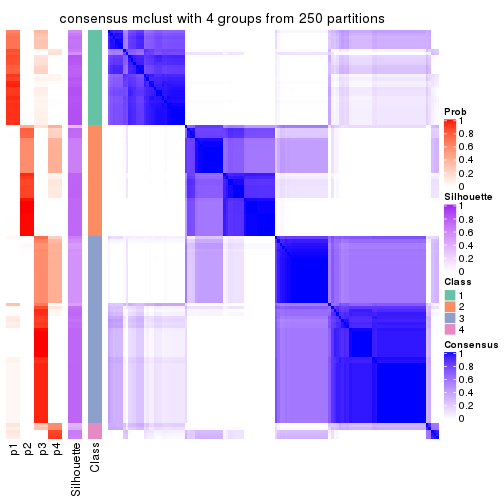 consensus mclust with 4 groups from 250 partitions
Prob
1
0.8
0.6
0.4
0.2
0
Silhouette
1
0.8
0.6
0.4
0.2
0
Class
1
2
3
4
Consensus
1
0.8
0.6
0.4
0.2
0
p1
p2
p3
p4
Silhouette
Class